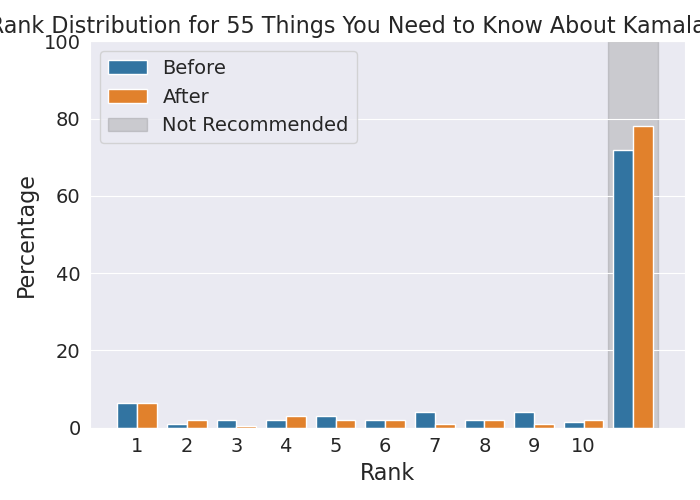 Rank Distribution for 55 Things You Need to Know About Kamala
100
80
60
40
20
0
Percentage
Before
After
Not Recommended
1 2 3 4 5 6 7 8 9 10
Rank